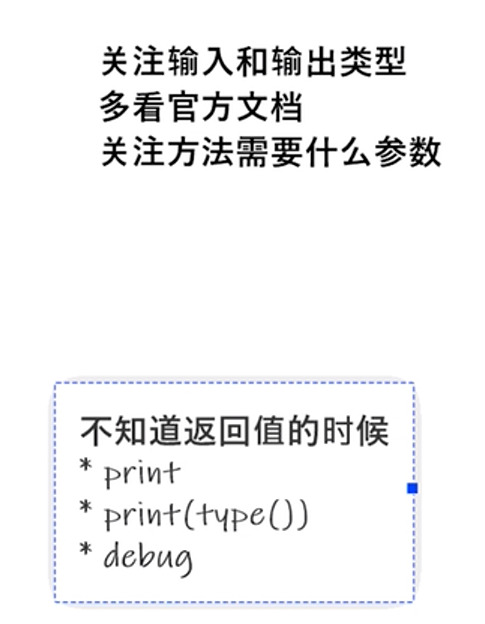 关注输入和输出类型
多看官方文档
关注方法需要什么参数
不知道返回值的时候
* print
* print(type())
* debug